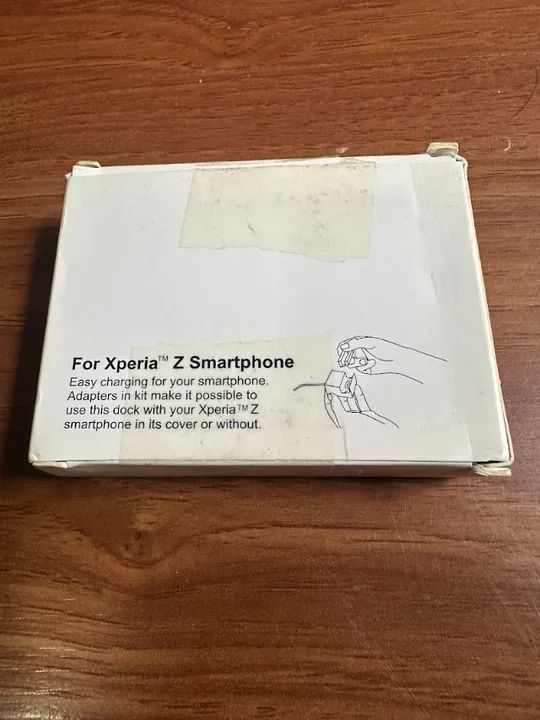 For Xperia™ Z Smartphone
Easy charging for your smartphone.
Adapters in kit make it possible to
use this dock with your Xperia™ Z
smartphone in its cover or without.